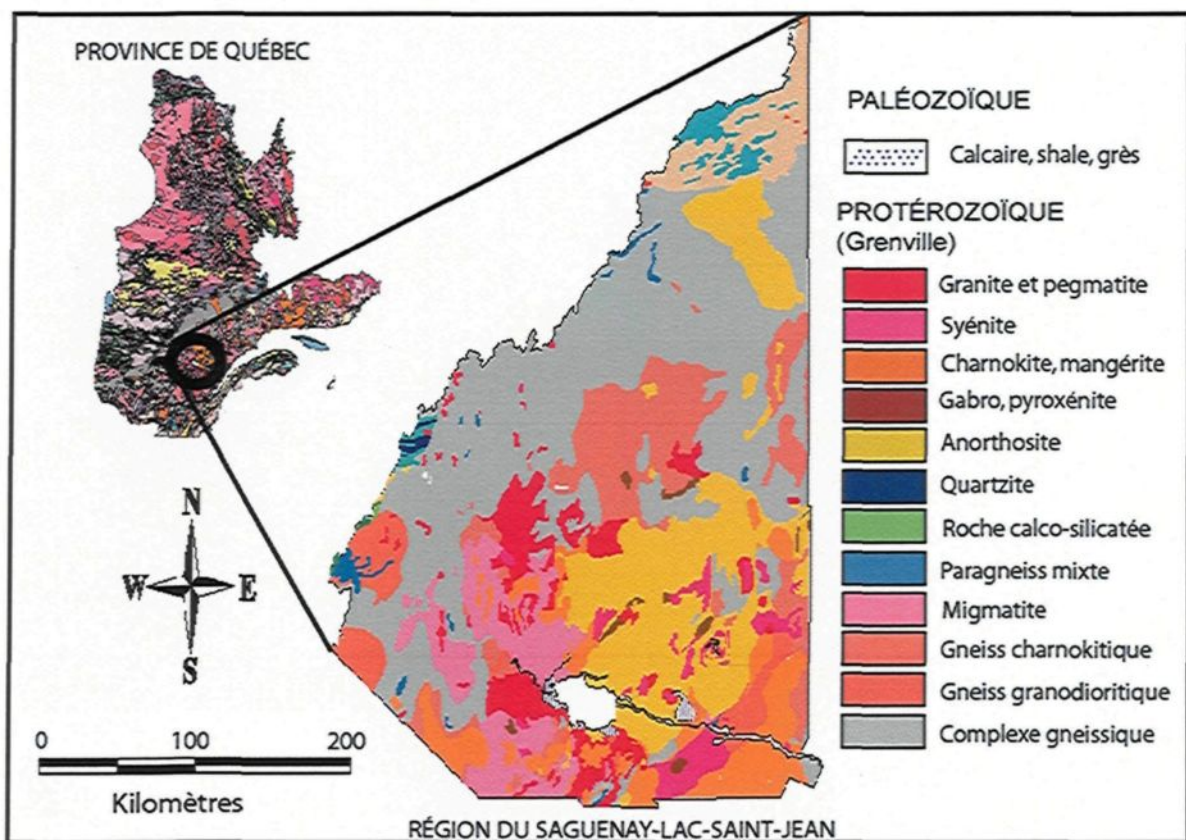 PROVINCE DE QUÉBEC
PALÉOZOÏQUE
Calcaire, shale, grès
PROTÉROZOÏQUE
(Grenville)
Granite et pegmatite
Syénite
Charnokite, mangérite
Gabro, pyroxénite
Anorthosite
Quartzite
Roche calco-silicatée
Paragneiss mixte
Migmatite
Gneiss charnokitique
Gneiss granodioritique
Complexe gneissique
N
W E
S
0 100 200
Kilomètres
RÉGION DU SAGUENAY-LAC-SAINT-JEAN